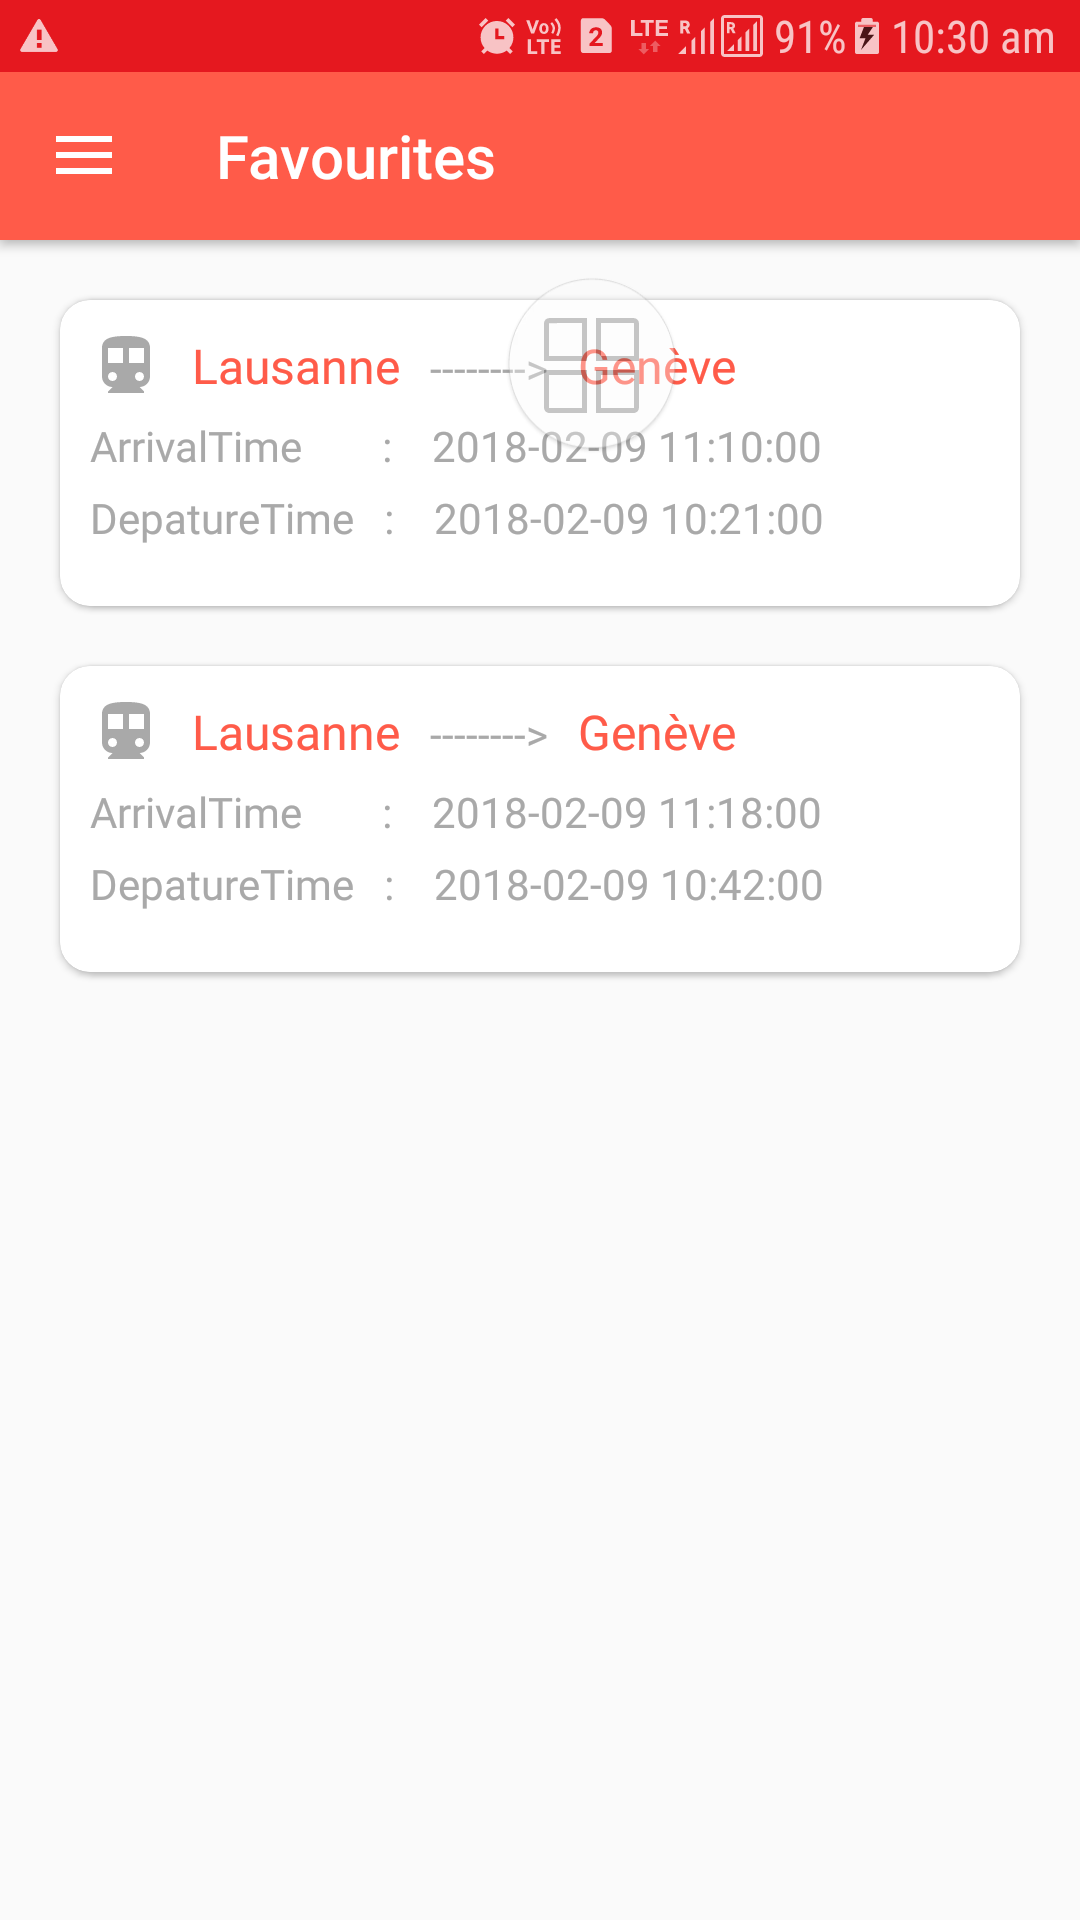 Vo)) LTE 2 LTE R R 91% 10:30 am
Favourites
Lausanne --------> Genève
ArrivalTime : 2018-02-09 11:10:00
DepatureTime : 2018-02-09 10:21:00
Lausanne --------> Genève
ArrivalTime : 2018-02-09 11:18:00
DepatureTime : 2018-02-09 10:42:00